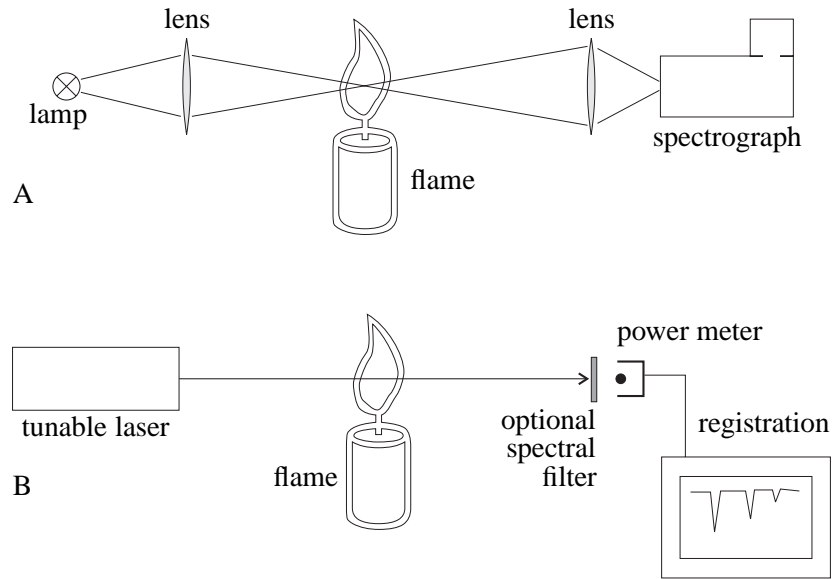 lens
lens
lamp
spectrograph
flame
A
power meter
tunable laser
optional
spectral
filter
registration
flame
B